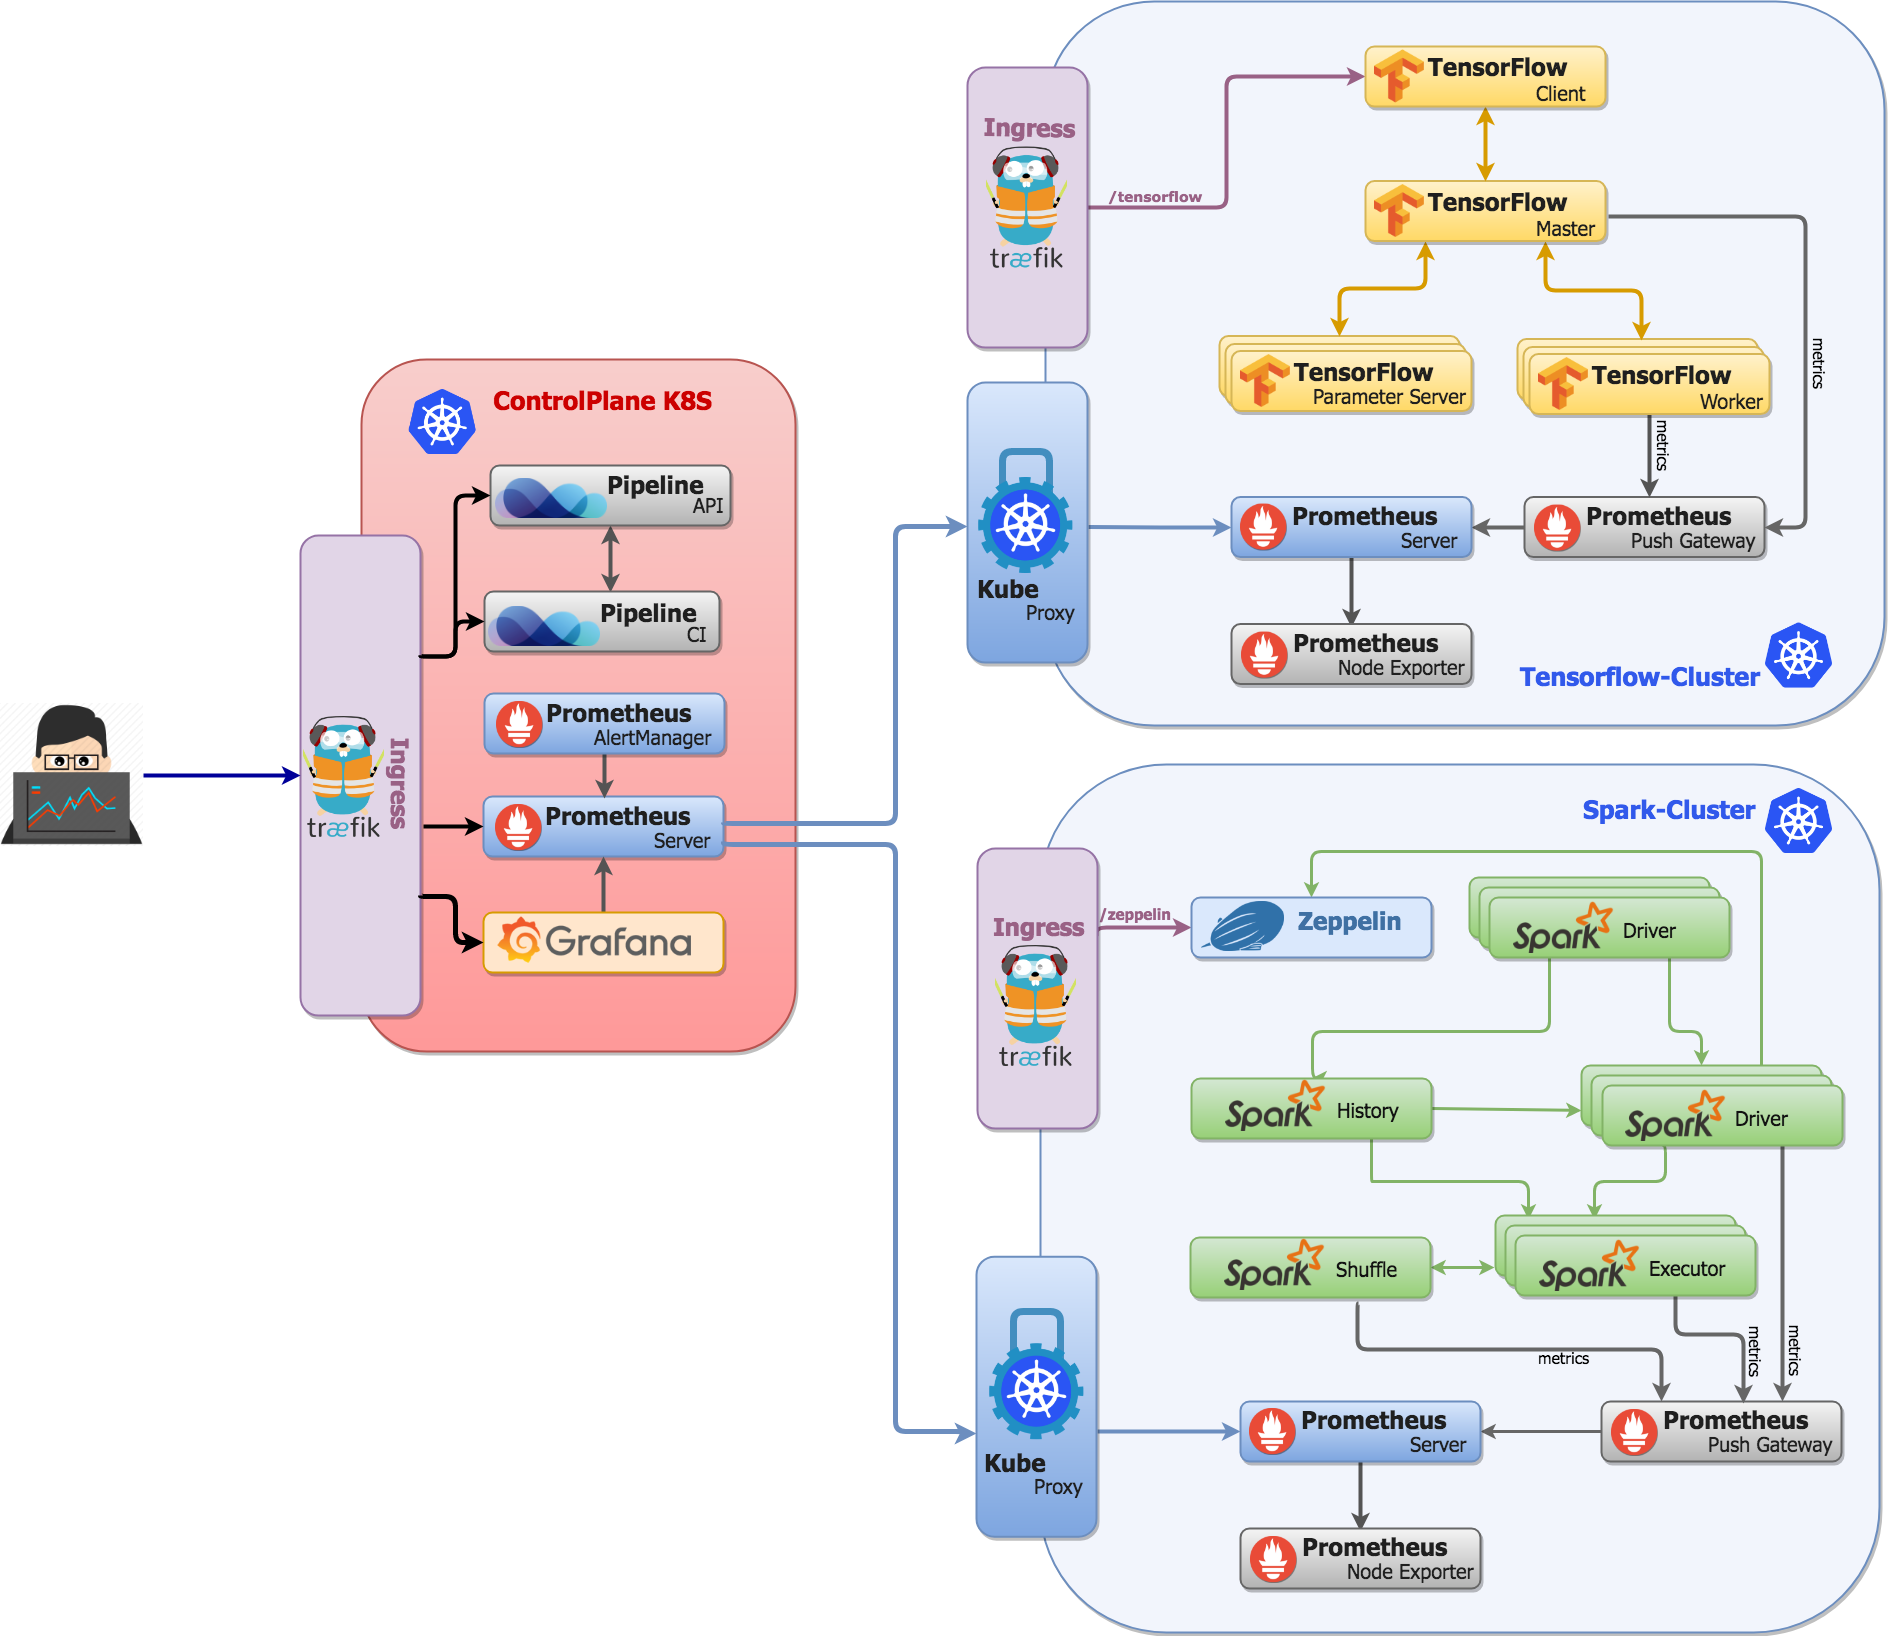 ControlPlane K8S
Pipeline
API
Pipeline
CI
Prometheus
AlertManager
Prometheus
Server
Grafana
Ingress
træfik
Ingress
træfik
/tensorflow
TensorFlow
Client
TensorFlow
Master
TensorFlow
Parameter Server
TensorFlow
Worker
metrics
metrics
Kube
Proxy
Prometheus
Server
Prometheus
Push Gateway
Prometheus
Node Exporter
Tensorflow-Cluster
Spark-Cluster
Ingress
træfik
/zeppelin
Zeppelin
Spark Driver
Spark History
Spark Driver
Spark Shuffle
Spark Executor
metrics
metrics
metrics
Kube
Proxy
Prometheus
Server
Prometheus
Push Gateway
Prometheus
Node Exporter